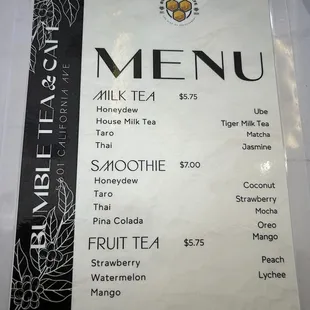 BUMBLE TEA & CAFE
CALIFORNIA AVE
MENU
MILK TEA $5.75
Honeydew
House Milk Tea
Taro
Thai
Ube
Tiger Milk Tea
Matcha
Jasmine
SMOOTHIE $7.00
Honeydew
Taro
Thai
Pina Colada
Coconut
Strawberry
Mocha
Oreo
Mango
FRUIT TEA $5.75
Strawberry
Watermelon
Mango
Peach
Lychee